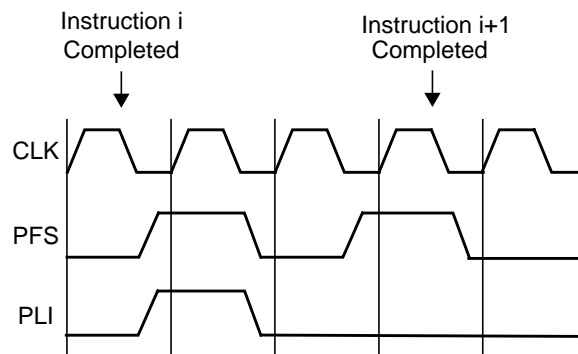 Instruction i
Completed
Instruction i+1
Completed
CLK
PFS
PLI